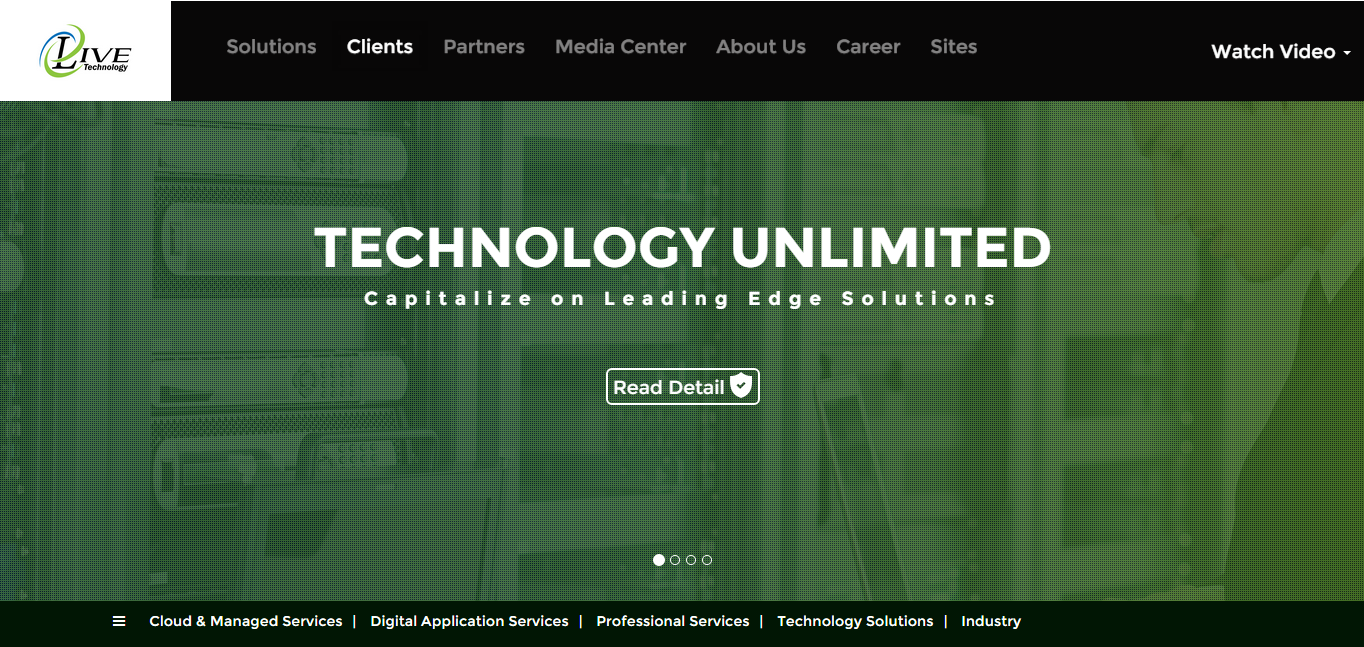 LIVE
Technology
Solutions Clients Partners Media Center About Us Career Sites Watch Video
TECHNOLOGY UNLIMITED
Capitalize on Leading Edge Solutions
Read Detail
Cloud & Managed Services | Digital Application Services | Professional Services | Technology Solutions | Industry